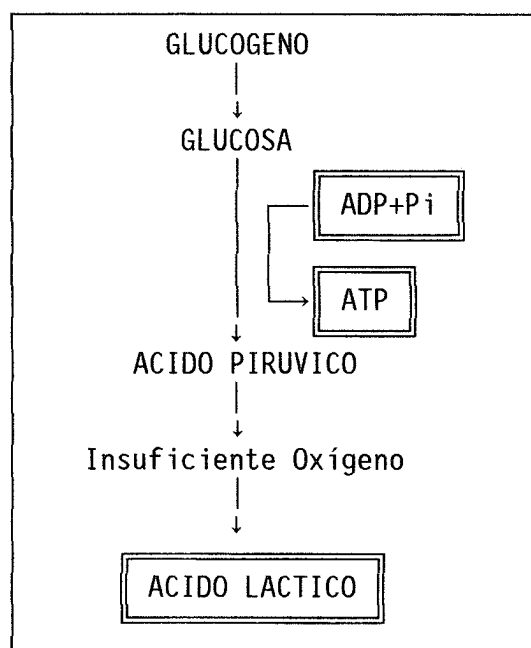 GLUCOGENO
GLUCOSA
ADP+Pi
ATP
ACIDO PIRUVICO
Insuficiente Oxígeno
ACIDO LACTICO